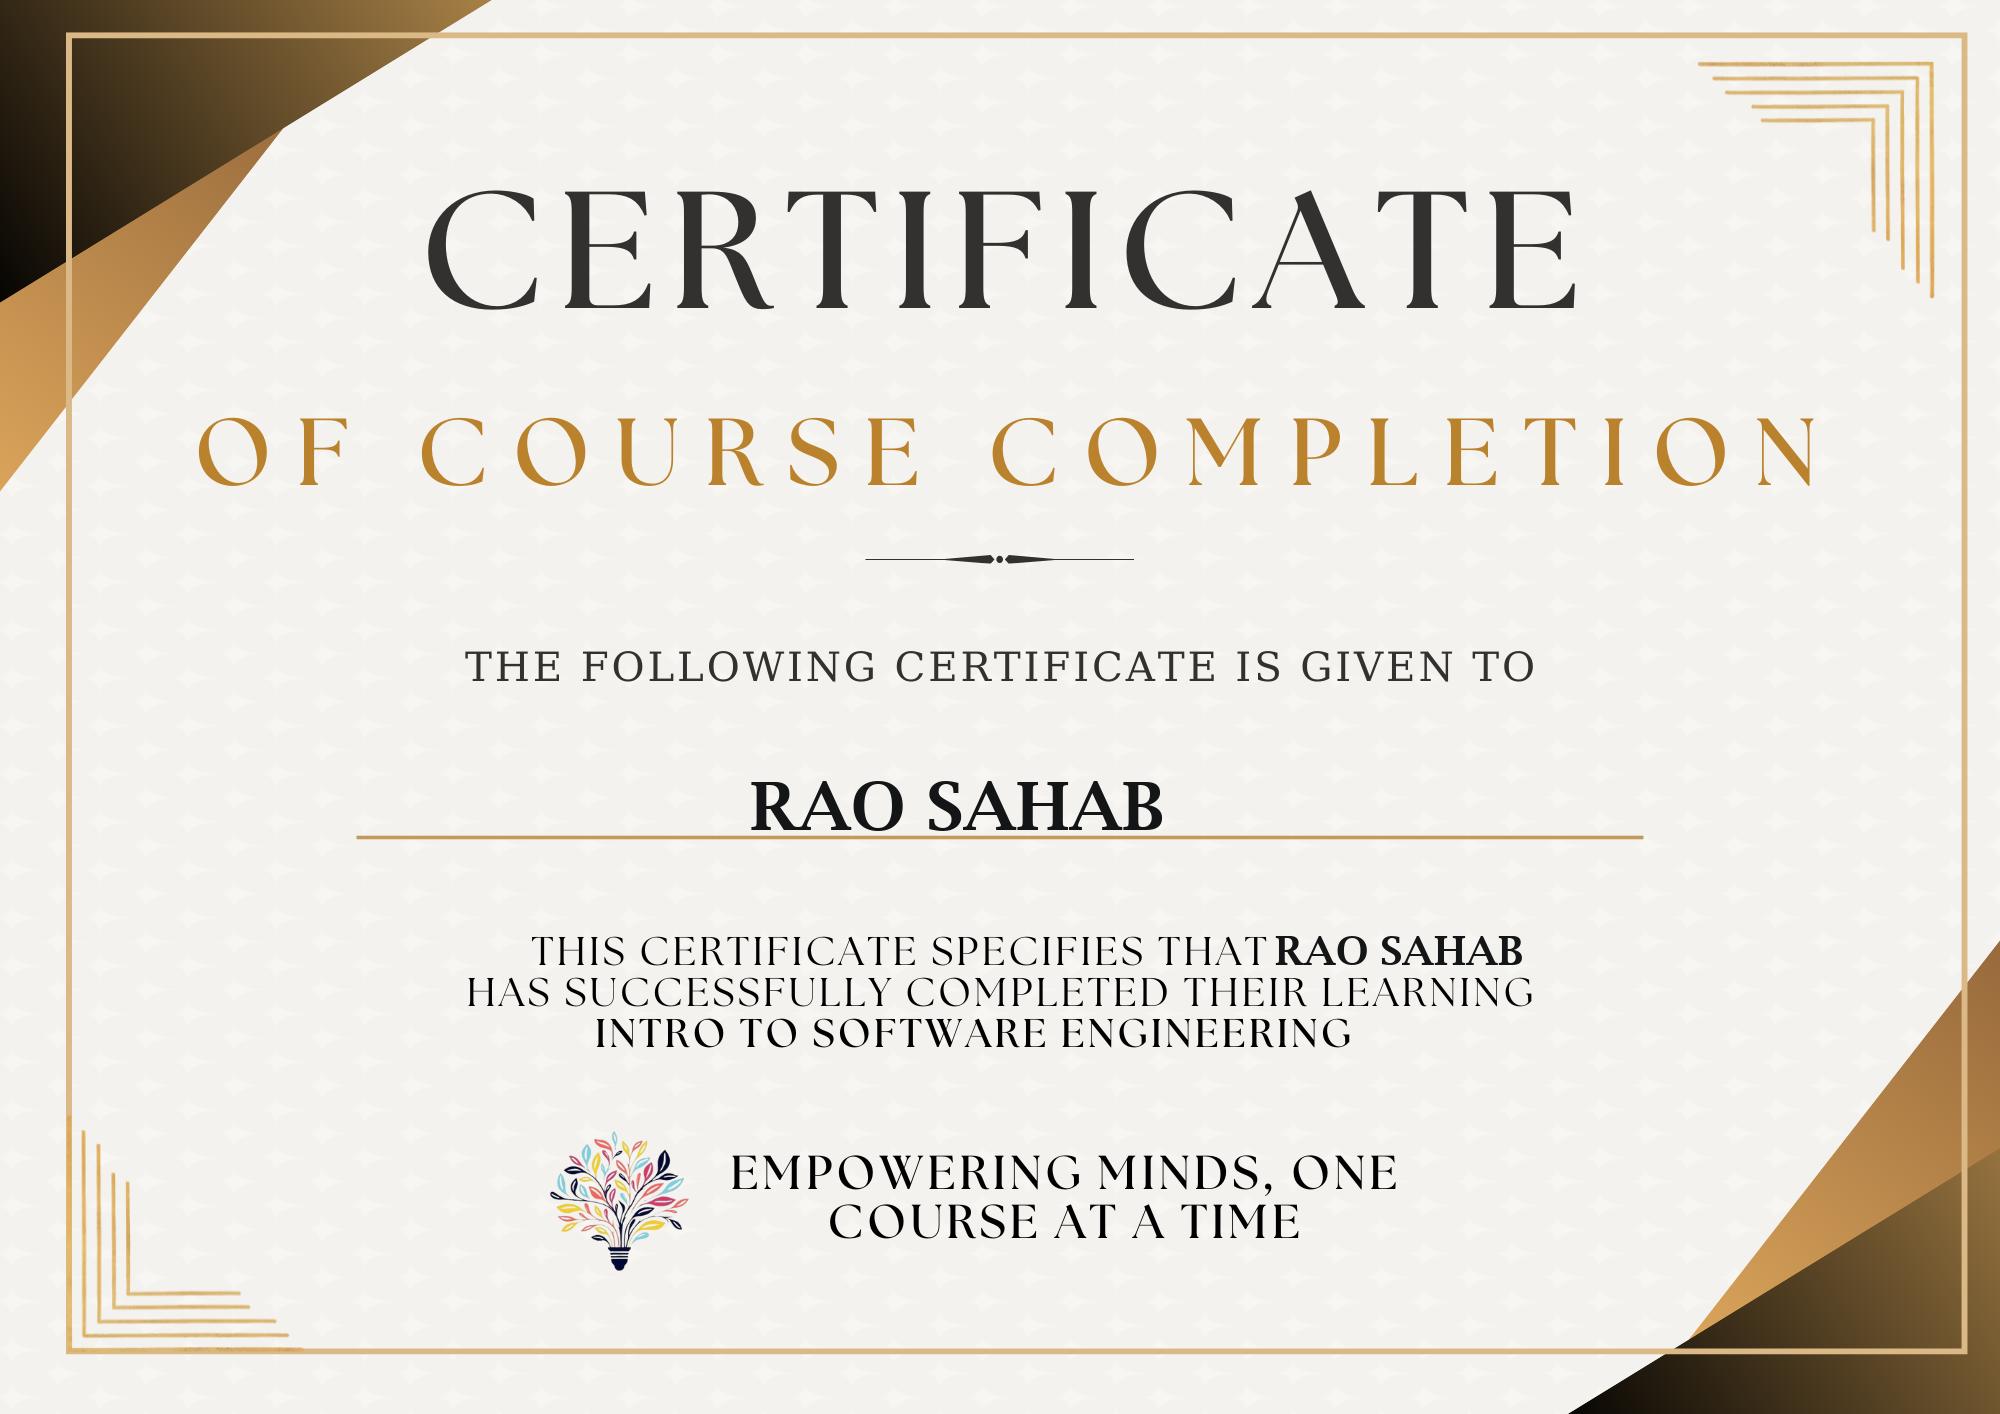 CERTIFICATE
OF COURSE COMPLETION
THE FOLLOWING CERTIFICATE IS GIVEN TO
RAO SAHAB
THIS CERTIFICATE SPECIFIES THAT RAO SAHAB
HAS SUCCESSFULLY COMPLETED THEIR LEARNING
INTRO TO SOFTWARE ENGINEERING
EMPOWERING MINDS, ONE
COURSE AT A TIME